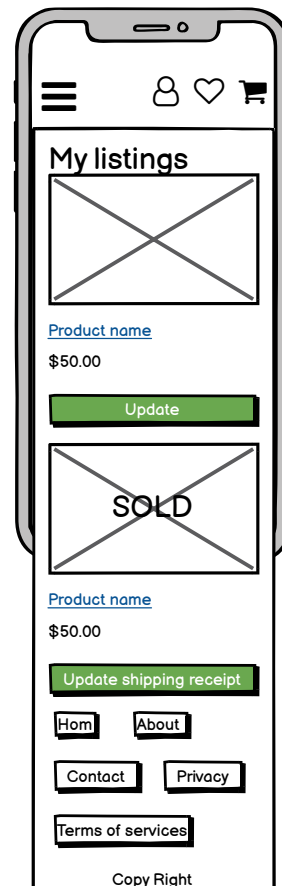 My listings
Product name
$50.00
Update
SOLD
Product name
$50.00
Update shipping receipt
Hom About
Contact Privacy
Terms of services
Copy Right